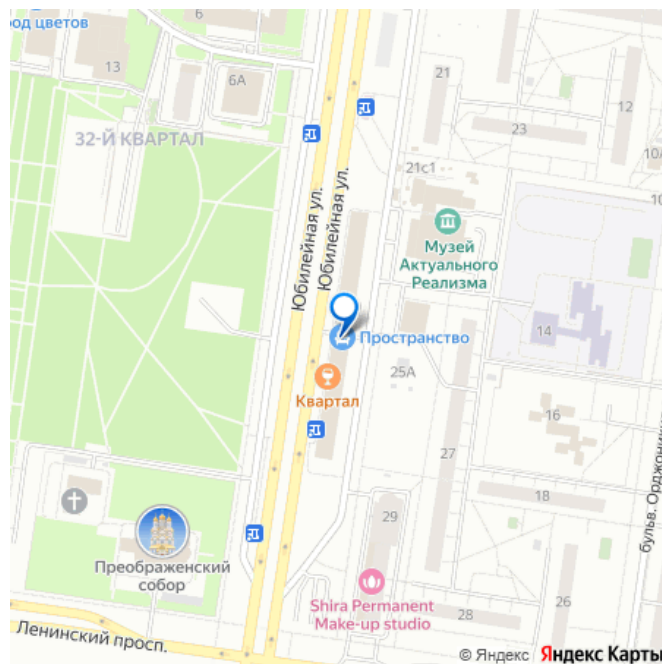 од цветов
6
13
6А
21
12
23
10А
32-Й КВАРТАЛ
21с1
10
Юбилейная ул.
Юбилейная ул.
Музей
Актуального
Реализма
14
Пространство
25А
Квартал
16
27
18
бульв. Орджоники
29
Преображенский
собор
Shira Permanent
Make-up studio
28
26
Ленинский просп.
© Яндекс Яндекс Карты